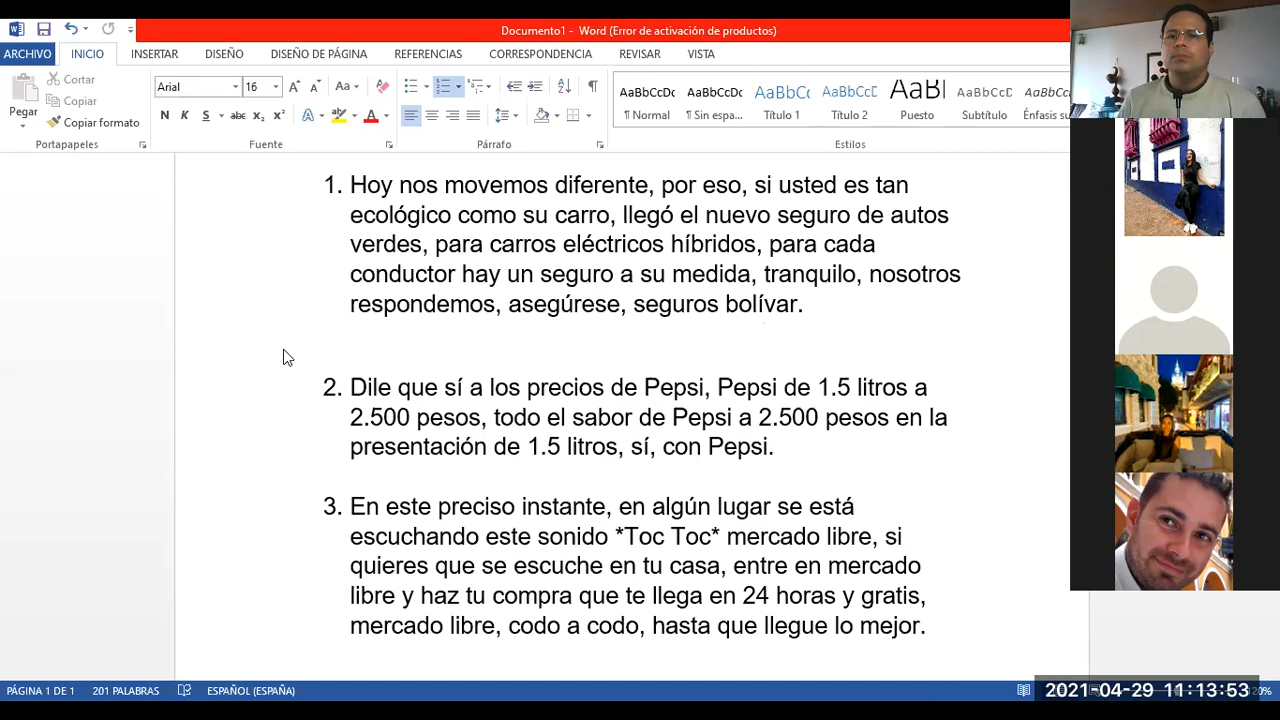 Documento1 - Word (Error de activación de productos)
ARCHIVO INICIO INSERTAR DISEÑO DISEÑO DE PÁGINA REFERENCIAS CORRESPONDENCIA REVISAR VISTA
Pegar
Cortar
Copiar
Copiar formato
Portapapeles
Arial 16
Fuente
Párrafo
AaBbCcDc AaBbCcDc AaBbCc AaBbCcD AaBl AaBbCcD AaBbCcD
¶ Normal ¶ Sin espa... Título 1 Título 2 Puesto Subtítulo Énfasis su
Estilos
1. Hoy nos movemos diferente, por eso, si usted es tan
ecológico como su carro, llegó el nuevo seguro de autos
verdes, para carros eléctricos híbridos, para cada
conductor hay un seguro a su medida, tranquilo, nosotros
respondemos, asegúrese, seguros bolívar.
2. Dile que sí a los precios de Pepsi, Pepsi de 1.5 litros a
2.500 pesos, todo el sabor de Pepsi a 2.500 pesos en la
presentación de 1.5 litros, sí, con Pepsi.
3. En este preciso instante, en algún lugar se está
escuchando este sonido *Toc Toc* mercado libre, si
quieres que se escuche en tu casa, entre en mercado
libre y haz tu compra que te llega en 24 horas y gratis,
mercado libre, codo a codo, hasta que llegue lo mejor.
PÁGINA 1 DE 1 201 PALABRAS ESPAÑOL (ESPAÑA)
2021-04-29 11:13:53